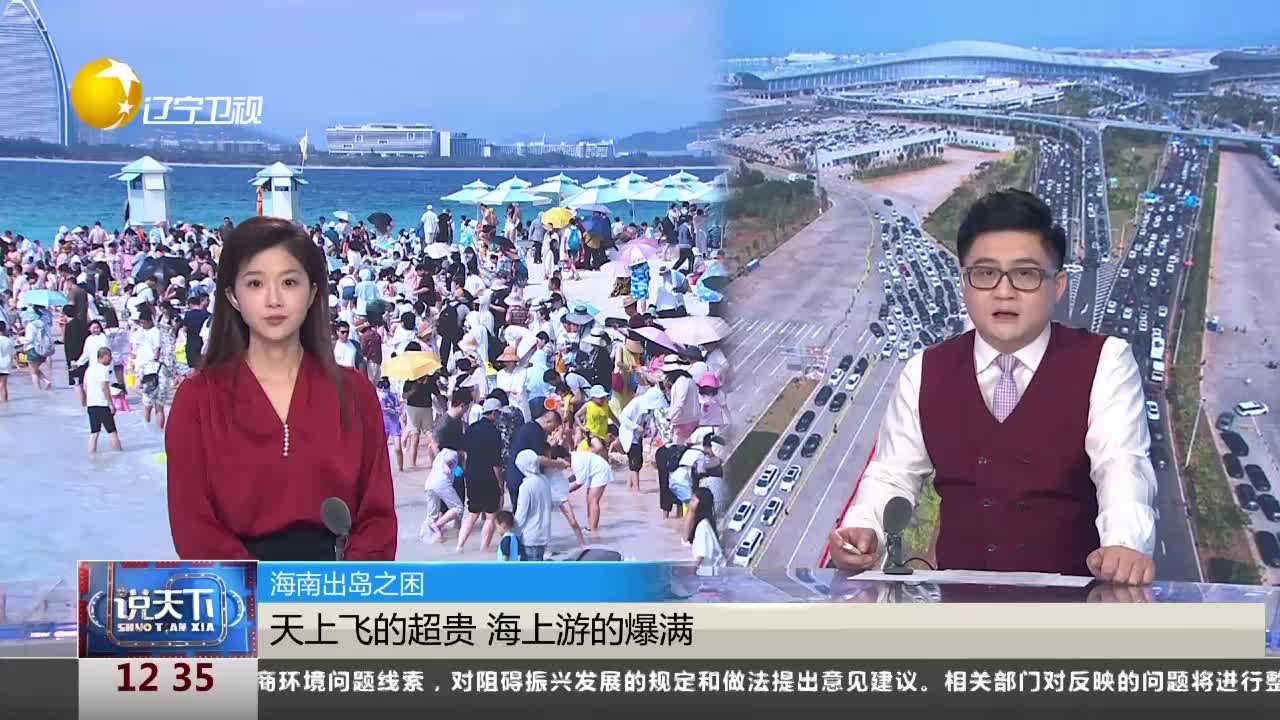 辽宁卫视
海南出岛之困
说天下
SHUO TIAN XIA
天上飞的超贵 海上游的爆满
12 35
商环境问题线索，对阻碍振兴发展的规定和做法提出意见建议。相关部门对反映的问题将进行整